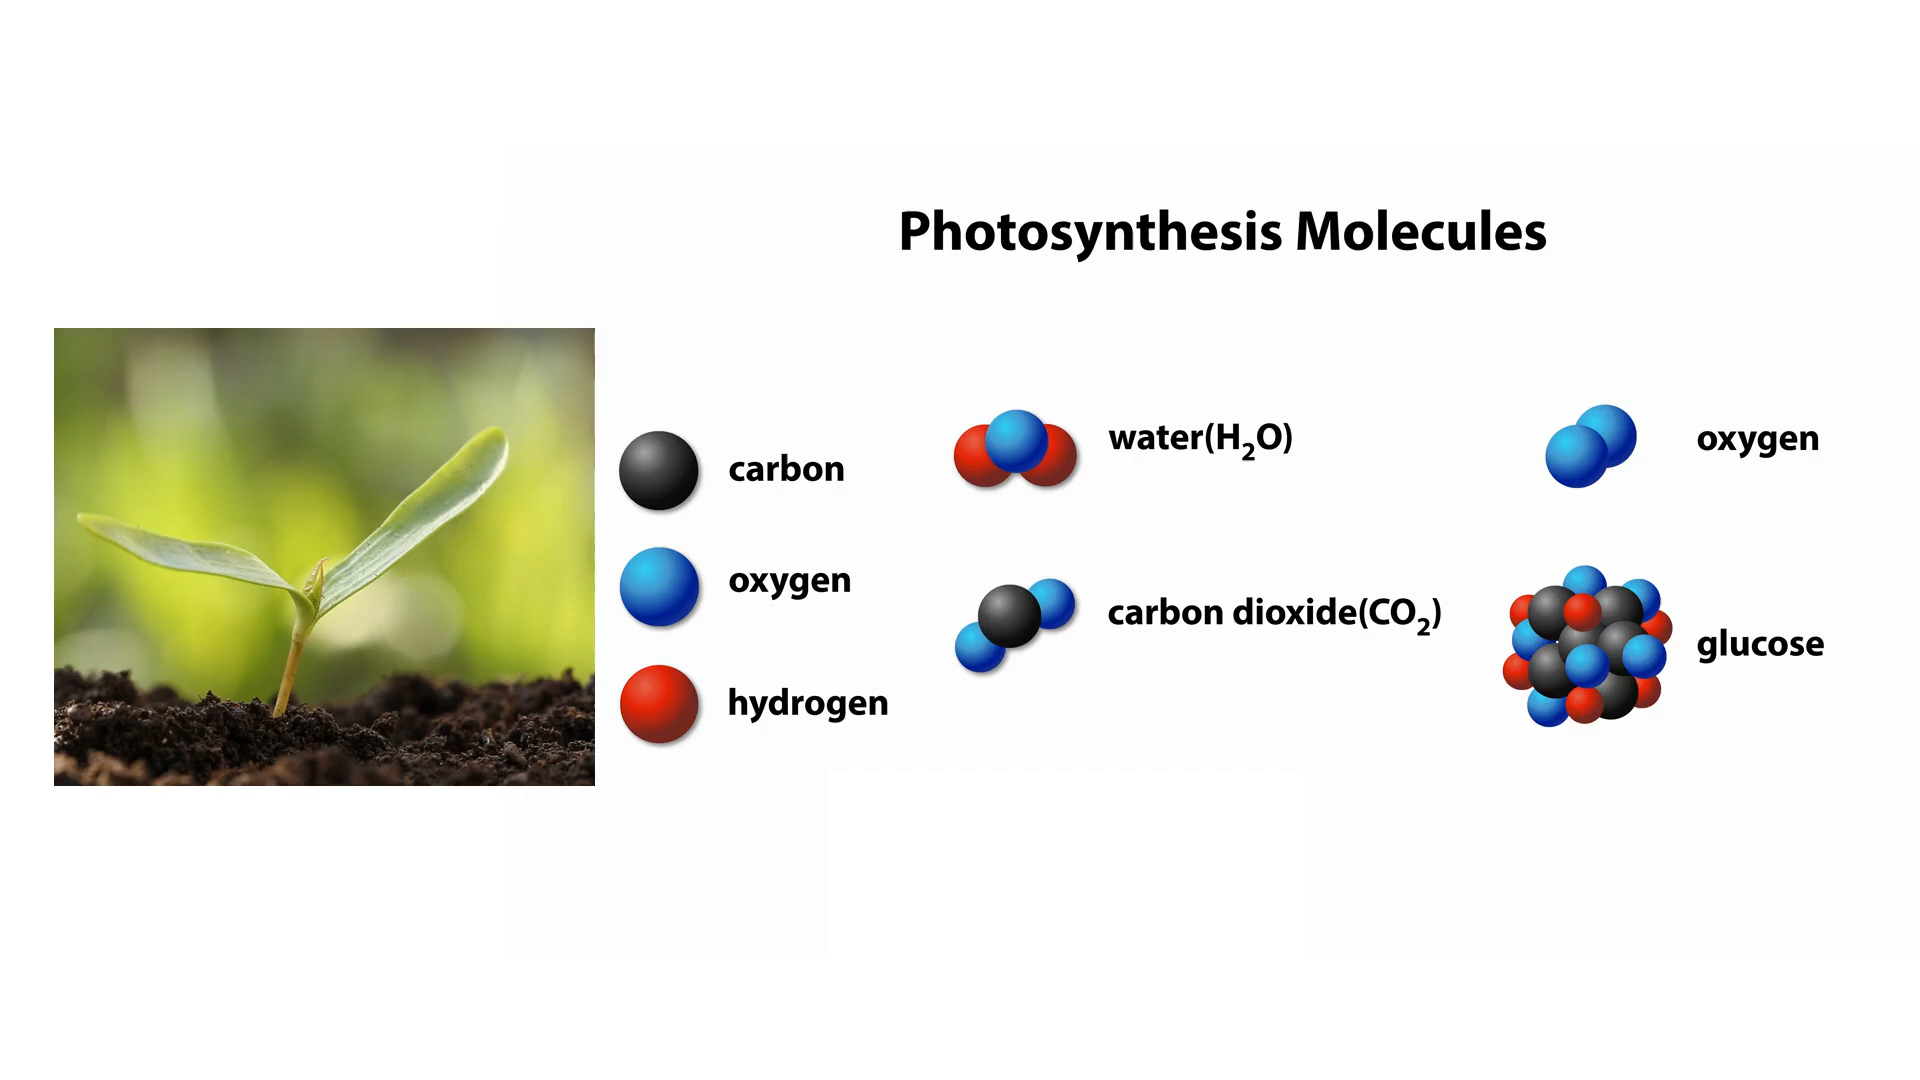 Photosynthesis Molecules
carbon
oxygen
hydrogen
water(H₂O)
carbon dioxide(CO₂)
oxygen
glucose